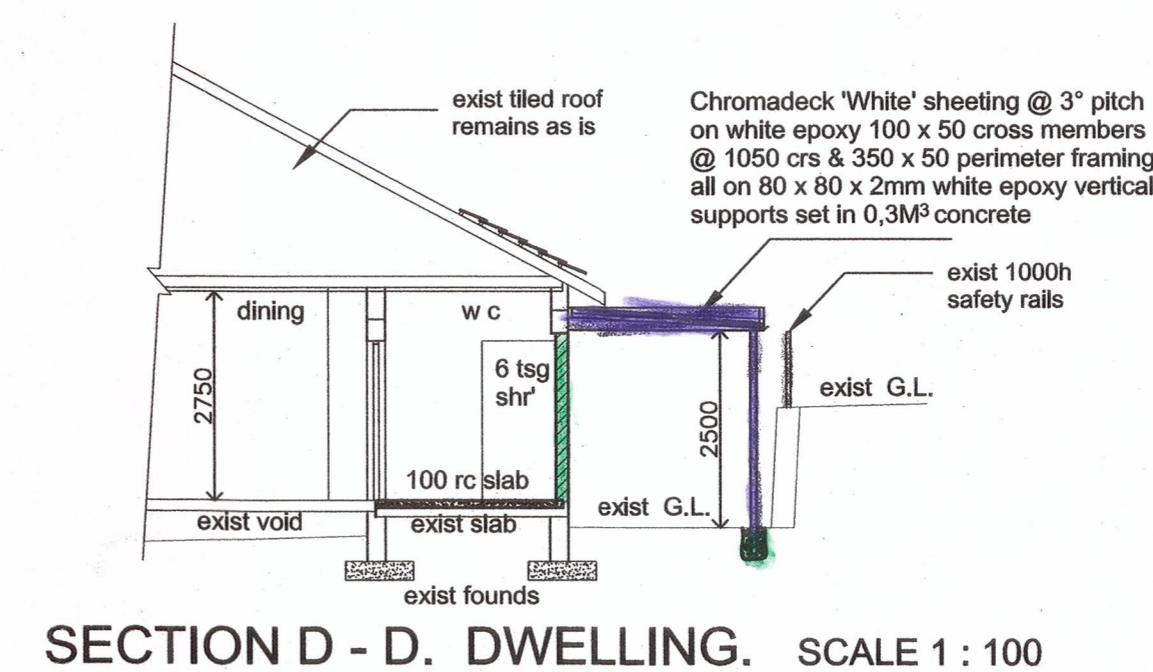 exist tiled roof
remains as is
Chromadeck 'White' sheeting @ 3° pitch
on white epoxy 100 x 50 cross members
@ 1050 crs & 350 x 50 perimeter framing
all on 80 x 80 x 2mm white epoxy vertical
supports set in 0,3M³ concrete
exist 1000h
safety rails
dining
w c
2750
6 tsg
shr'
2500
exist G.L.
100 rc slab
exist G.L.
exist void
exist slab
exist founds
SECTION D - D. DWELLING. SCALE 1 : 100